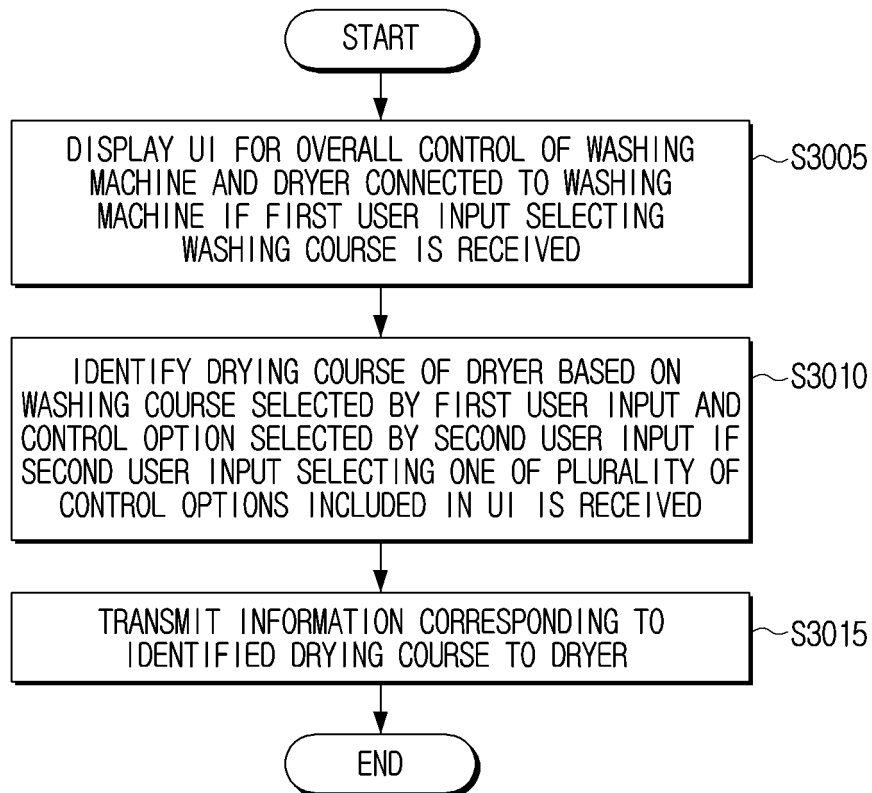 START
DISPLAY UI FOR OVERALL CONTROL OF WASHING
MACHINE AND DRYER CONNECTED TO WASHING
MACHINE IF FIRST USER INPUT SELECTING
WASHING COURSE IS RECEIVED
S3005
IDENTIFY DRYING COURSE OF DRYER BASED ON
WASHING COURSE SELECTED BY FIRST USER INPUT AND
CONTROL OPTION SELECTED BY SECOND USER INPUT IF
SECOND USER INPUT SELECTING ONE OF PLURALITY OF
CONTROL OPTIONS INCLUDED IN UI IS RECEIVED
S3010
TRANSMIT INFORMATION CORRESPONDING TO
IDENTIFIED DRYING COURSE TO DRYER
S3015
END